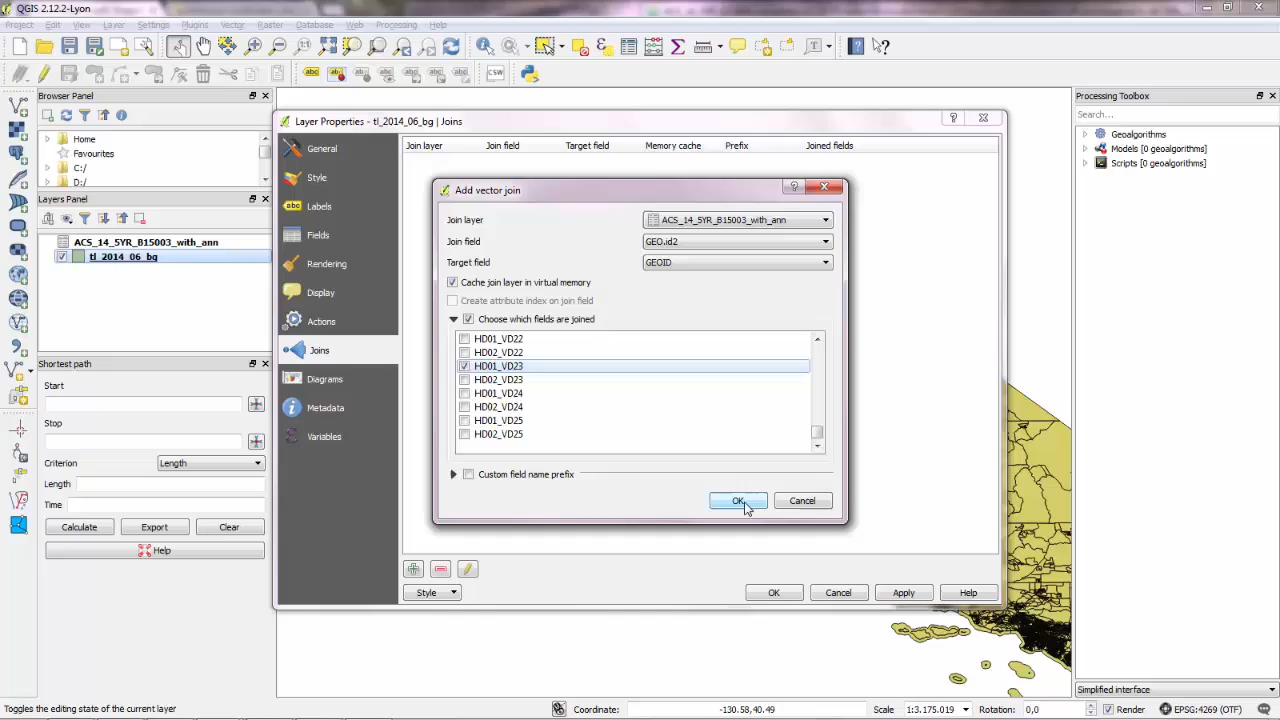 QGIS 2.12.2-Lyon
Project Edit View Layer Settings Plugins Vector Raster Database Web Processing Help
abc abc CSW
Browser Panel
Home
Favourites
C:/
D:/
Layers Panel
ACS_14_5YR_B15003_with_ann
tl_2014_06_bg
Shortest path
Start
Stop
Criterion Length
Length
Time
Calculate Export Clear
Help
Layer Properties - tl_2014_06_bg | Joins
General
Style
Labels
Fields
Rendering
Display
Actions
Joins
Diagrams
Metadata
Variables
Join layer Join field Target field Memory cache Prefix Joined fields
Add vector join
Join layer ACS_14_5YR_B15003_with_ann
Join field GEO.id2
Target field GEOID
Cache join layer in virtual memory
Create attribute index on join field
Choose which fields are joined
HD01_VD22
HD02_VD22
HD01_VD23
HD02_VD23
HD01_VD24
HD02_VD24
HD01_VD25
HD02_VD25
Custom field name prefix
OK Cancel
Style OK Cancel Apply Help
Processing Toolbox
Search...
Geoalgorithms
Models [0 geoalgorithms]
Scripts [0 geoalgorithms]
Simplified interface
Toggles the editing state of the current layer Coordinate: -130.58,40.49 Scale 1:3.175.019 Rotation: 0,0 Render EPSG:4269 (OTF)